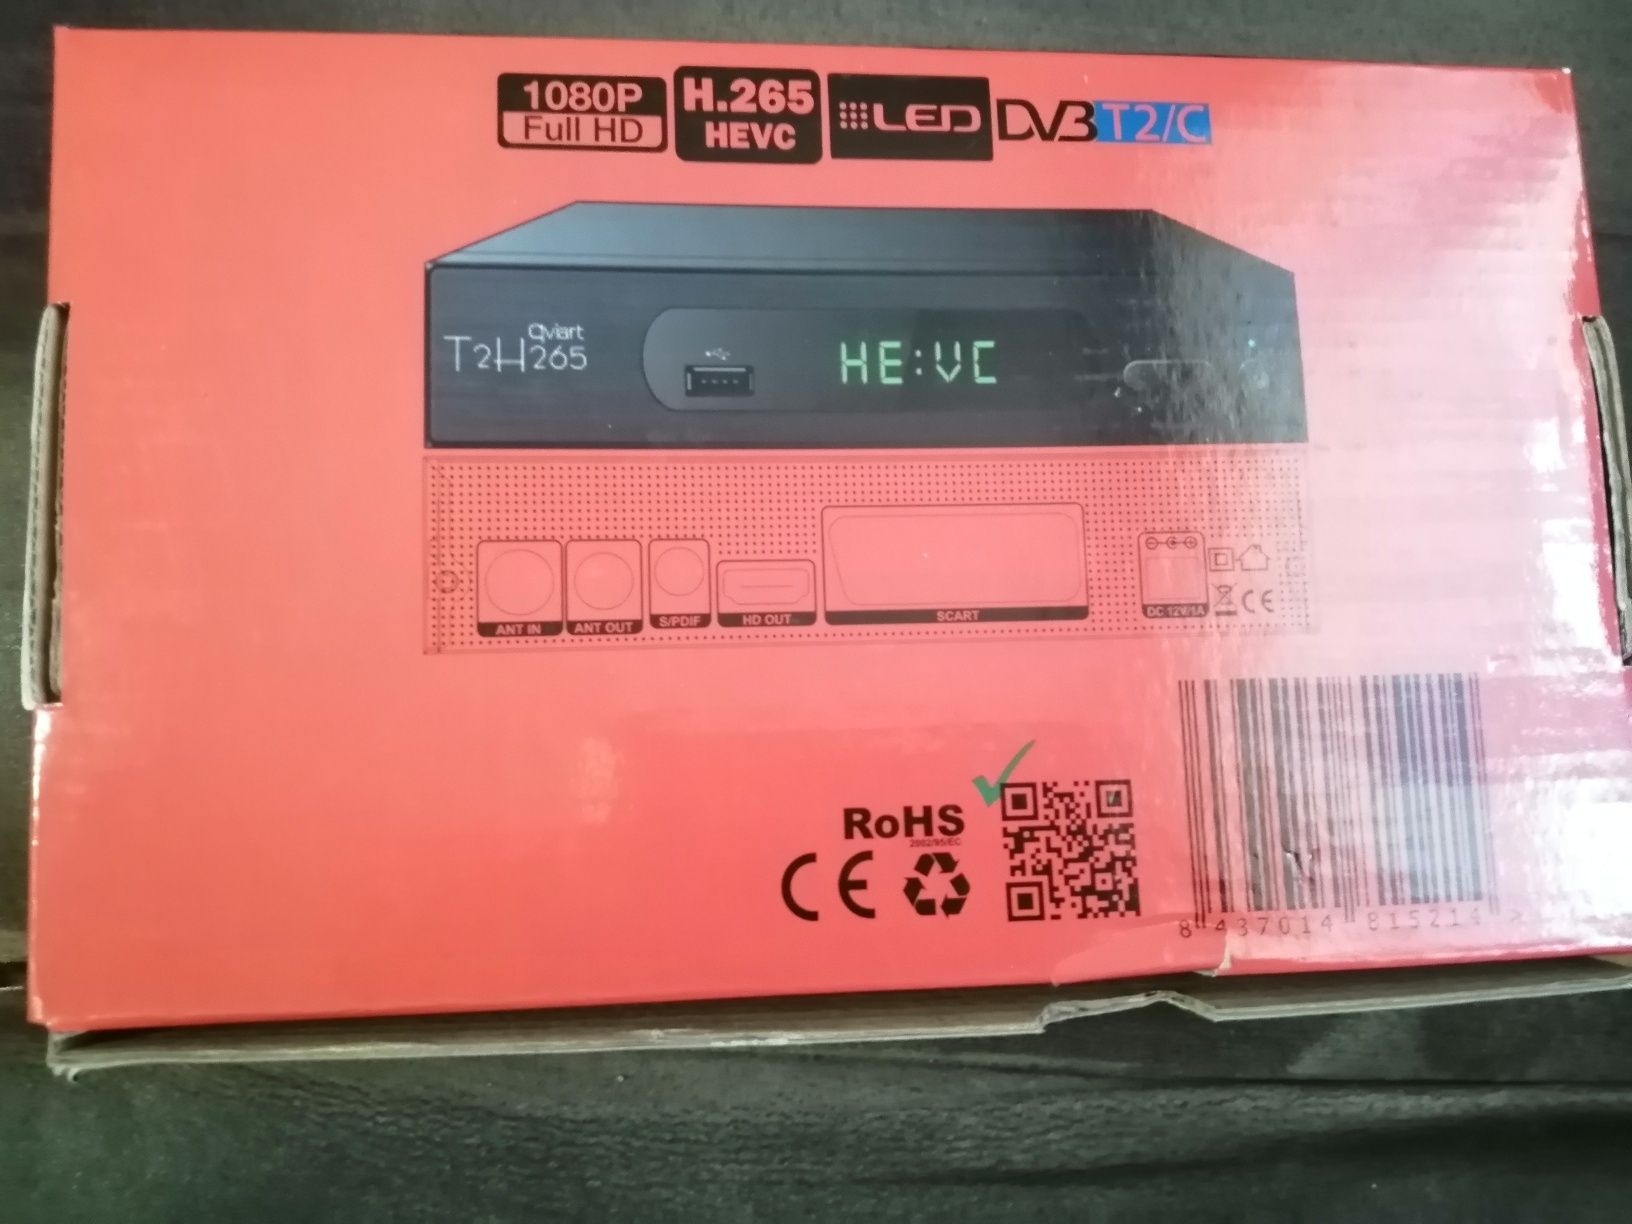 1080P
Full HD
H.265
HEVC
LED
DVB T2/C
Qviart
T2H265
HE:VC
ANT IN
ANT OUT
S/PDIF
HD OUT
SCART
DC 12V/1A
CE
RoHS
2002/95/EC
CE
8 437014 815214 >